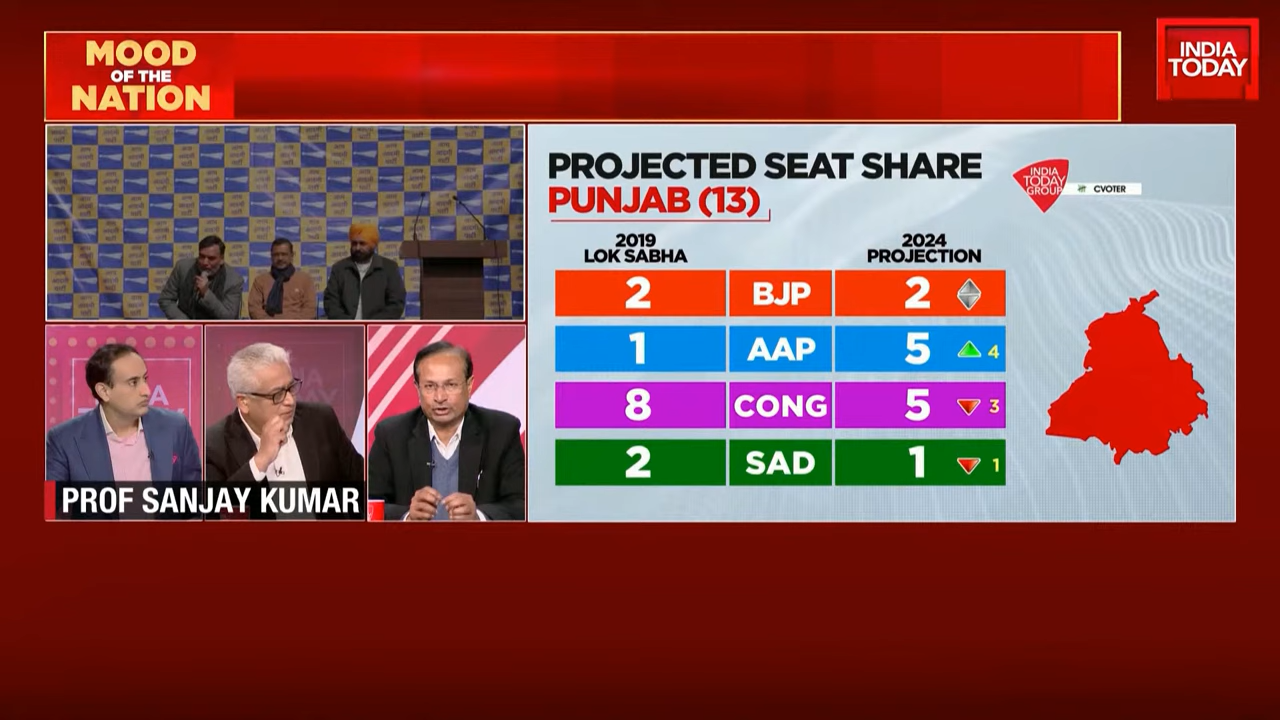 MOOD
OF THE
NATION
INDIA
TODAY
PROJECTED SEAT SHARE
PUNJAB (13)
INDIA
TODAY
GROUP
CVOTER
2019
LOK SABHA
2024
PROJECTION
2 BJP 2
1 AAP 5 4
8 CONG 5 3
2 SAD 1 1
PROF SANJAY KUMAR